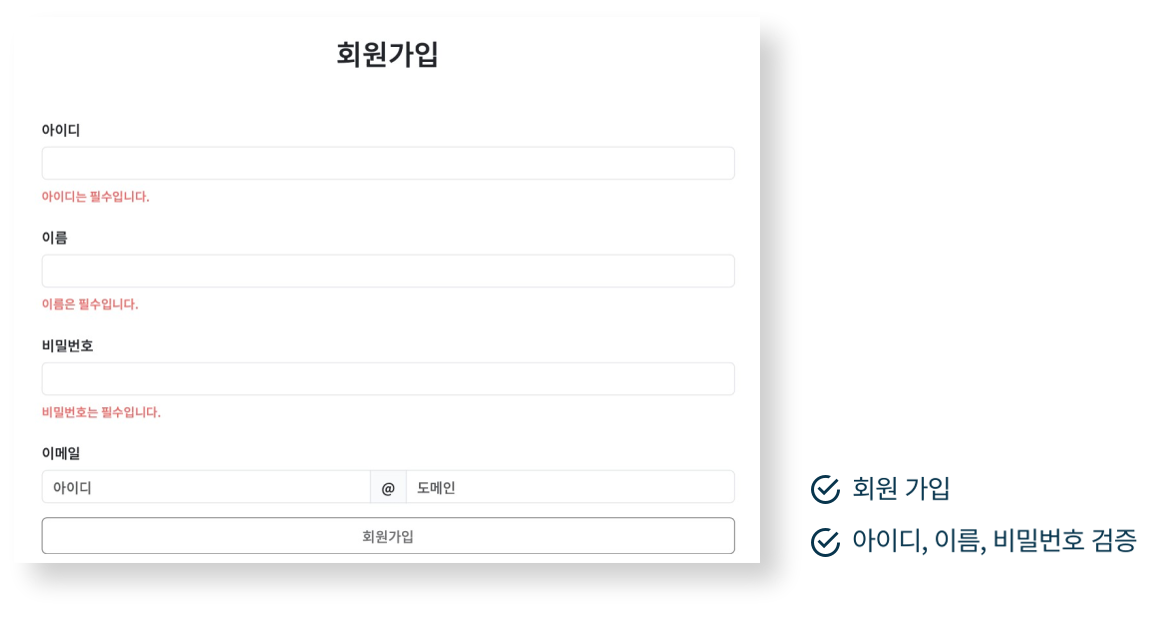 회원가입
아이디
아이디는 필수입니다.
이름
이름은 필수입니다.
비밀번호
비밀번호는 필수입니다.
이메일
아이디 @ 도메인
회원가입
회원 가입
아이디, 이름, 비밀번호 검증